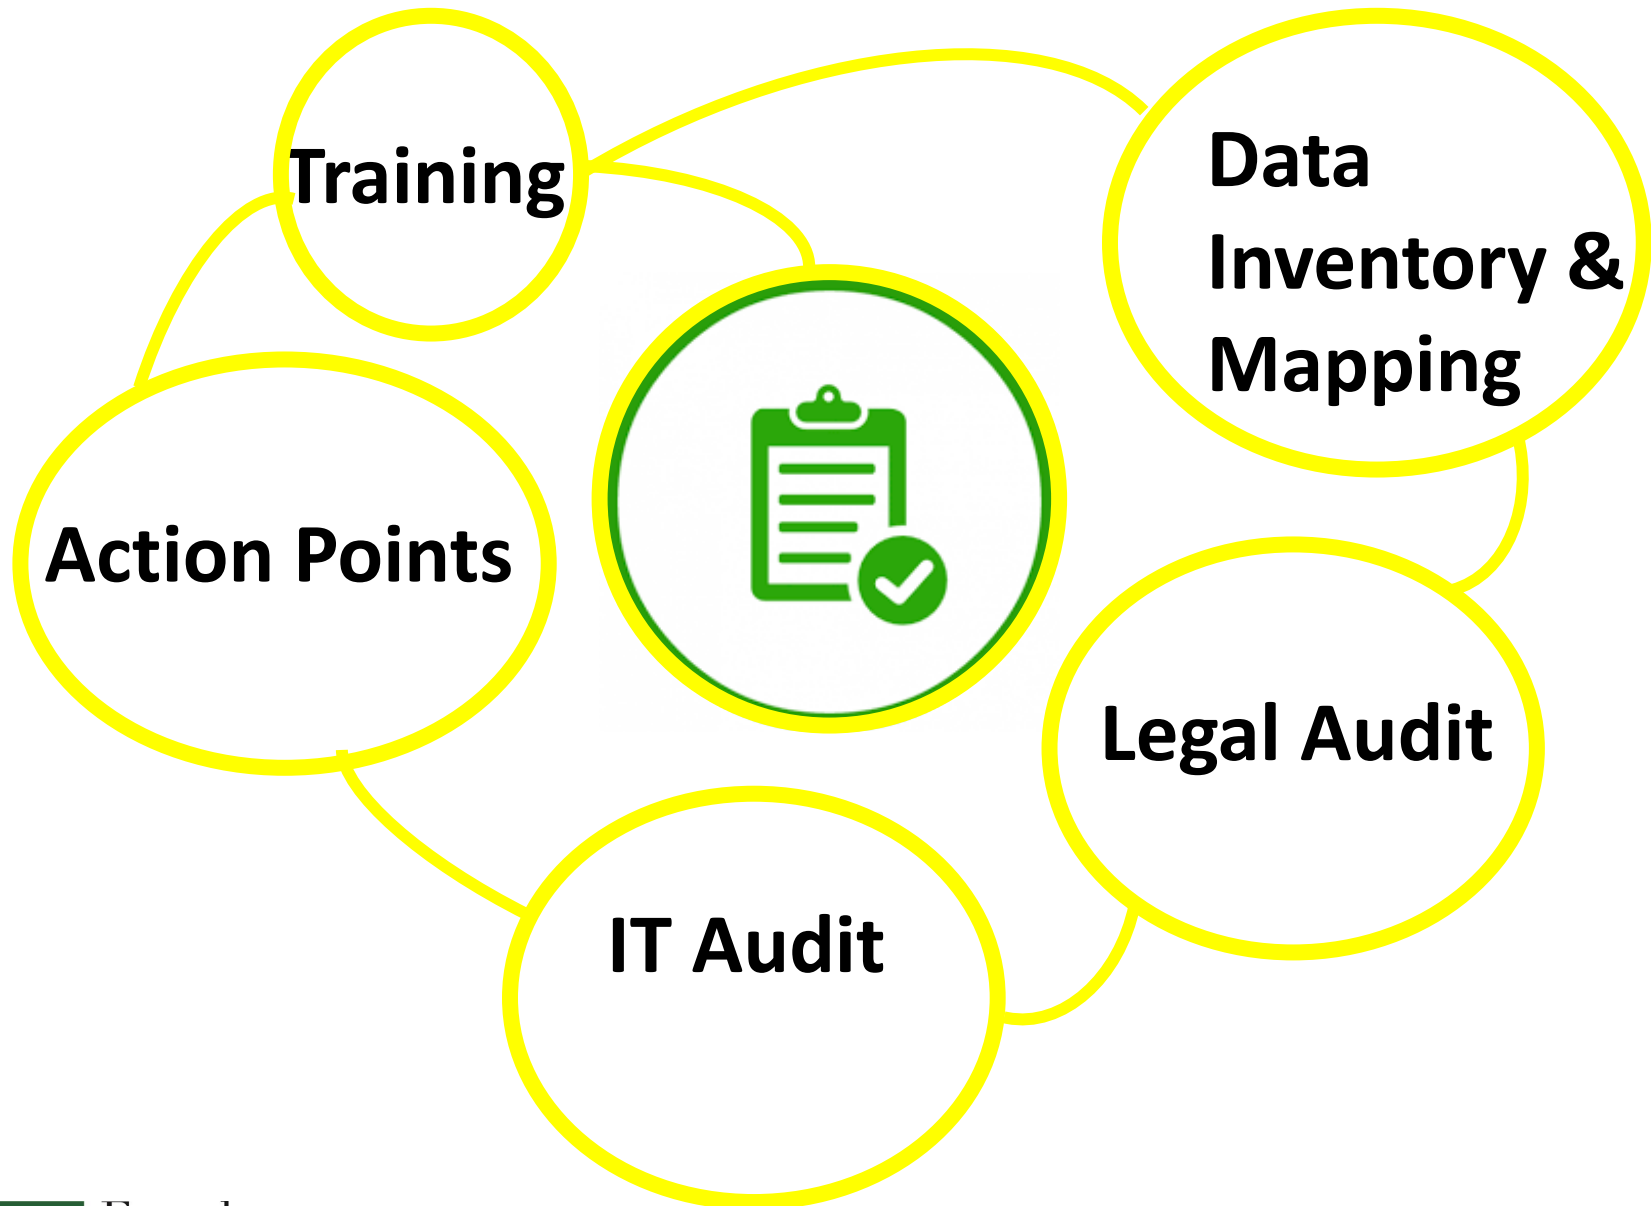 Training
Data
Inventory &
Mapping
Action Points
Legal Audit
IT Audit